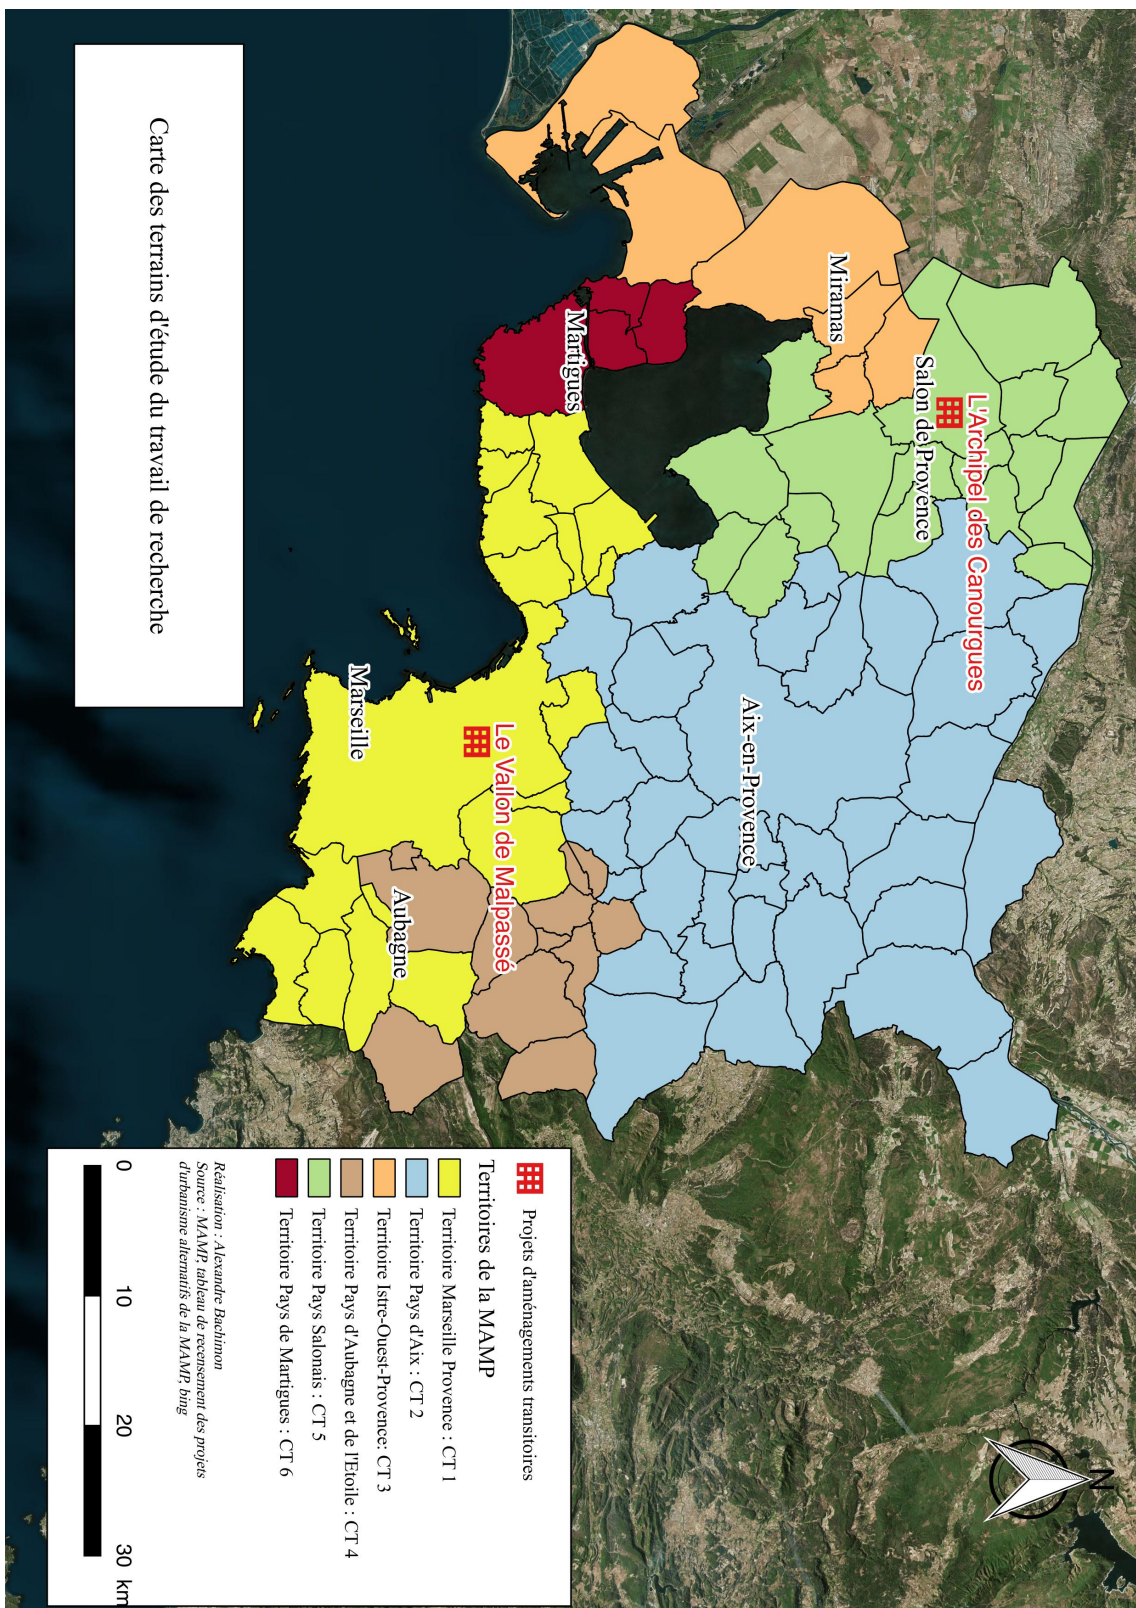 Carte des terrains d'étude du travail de recherche
L'Archipel des Canourgues
Salon de Provence
Miramas
Martigues
Aix-en-Provence
Le Vallon de Malpassé
Marseille
Aubagne
N
Projets d'aménagements transitoires
Territoires de la MAMP
Territoire Marseille Provence : CT 1
Territoire Pays d'Aix : CT 2
Territoire Istre-Ouest-Provence: CT 3
Territoire Pays d'Aubagne et de l'Etoile : CT 4
Territoire Pays Salonais : CT 5
Territoire Pays de Martigues : CT 6
Réalisation : Alexandre Bachimon
Source : MAMP, tableau de recensement des projets
d'urbanisme alternatifs de la MAMP, bing
0 10 20 30 km